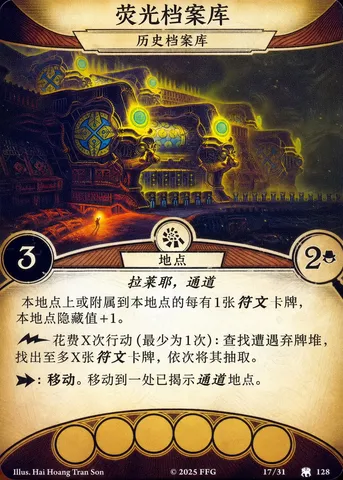 荧光档案库
历史档案库
3
地点
2
拉莱耶，通道
本地点上或附属到本地点的每有1张符文卡牌，
本地点隐藏值+1。
花费X次行动（最少为1次）：查找遭遇弃牌堆，
找出至多X张符文卡牌，依次将其抽取。
：移动。移动到一处已揭示通道地点。
Illus. Hai Hoang Tran Son
© 2025 FFG
17/31
128